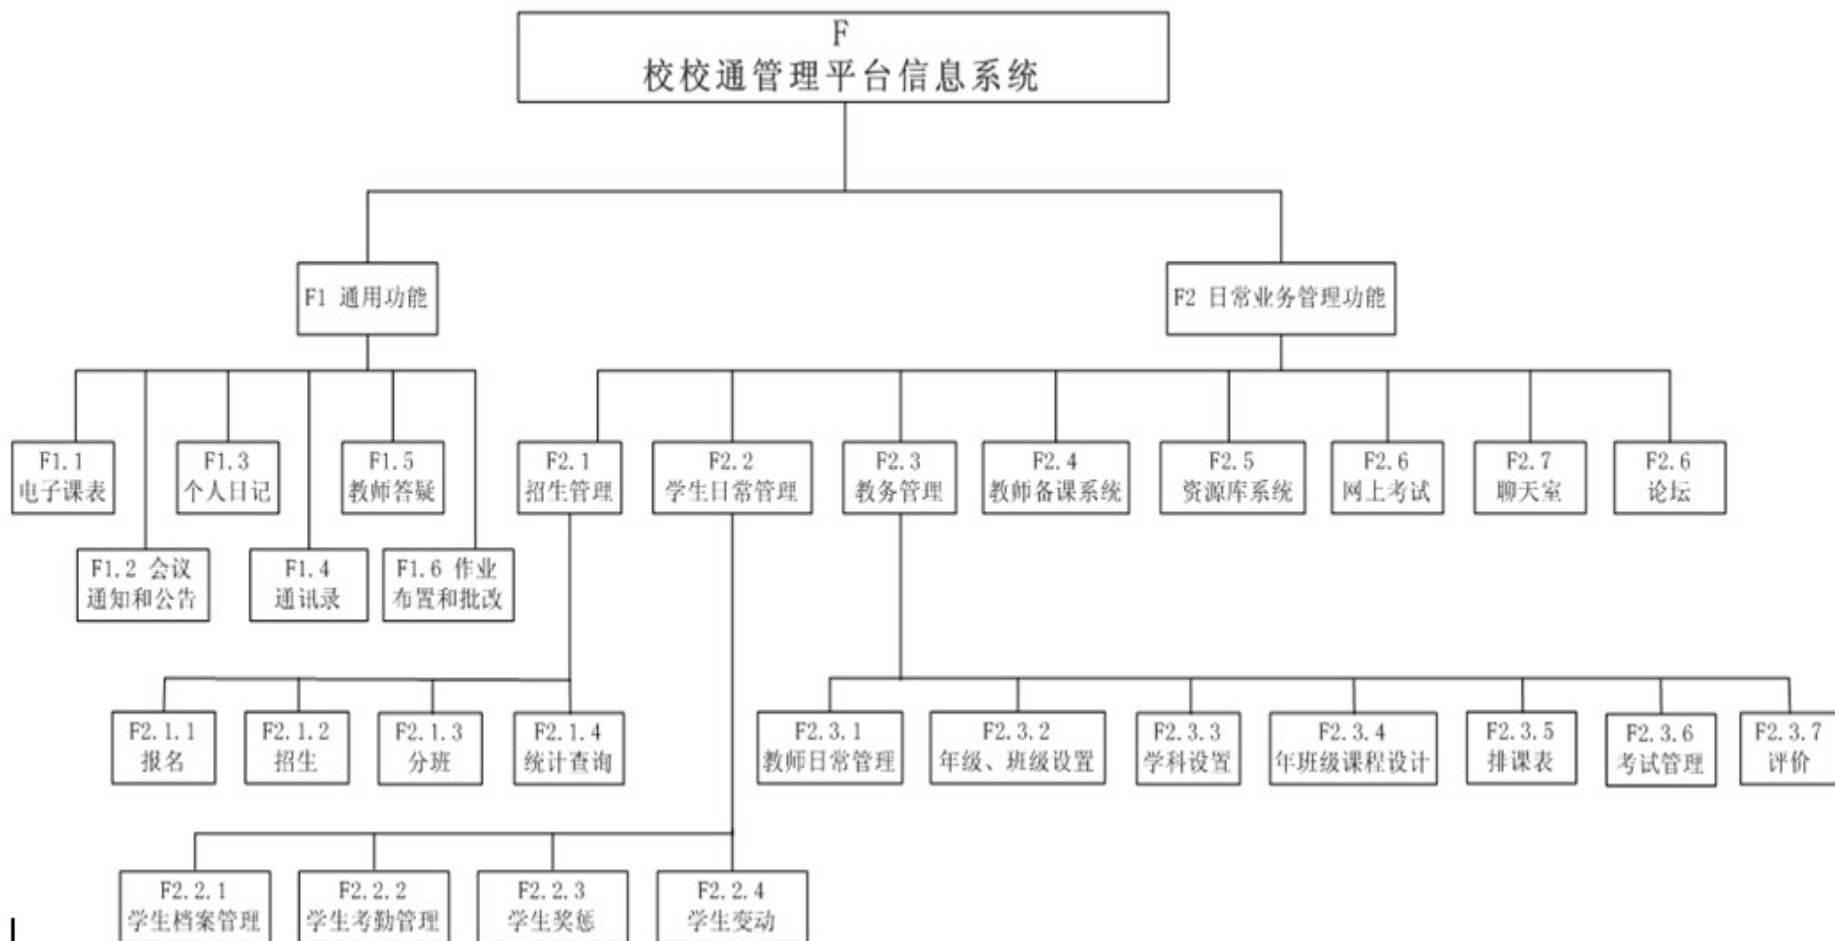 F
校校通管理平台信息系统
F1 通用功能
F2 日常业务管理功能
F1.1
电子课表
F1.3
个人日记
F1.5
教师答疑
F2.1
招生管理
F2.2
学生日常管理
F2.3
教务管理
F2.4
教师备课系统
F2.5
资源库系统
F2.6
网上考试
F2.7
聊天室
F2.6
论坛
F1.2 会议
通知和公告
F1.4
通讯录
F1.6 作业
布置和批改
F2.1.1
报名
F2.1.2
招生
F2.1.3
分班
F2.1.4
统计查询
F2.3.1
教师日常管理
F2.3.2
年级、班级设置
F2.3.3
学科设置
F2.3.4
年班级课程设计
F2.3.5
排课表
F2.3.6
考试管理
F2.3.7
评价
F2.2.1
学生档案管理
F2.2.2
学生考勤管理
F2.2.3
学生奖惩
F2.2.4
学生变动